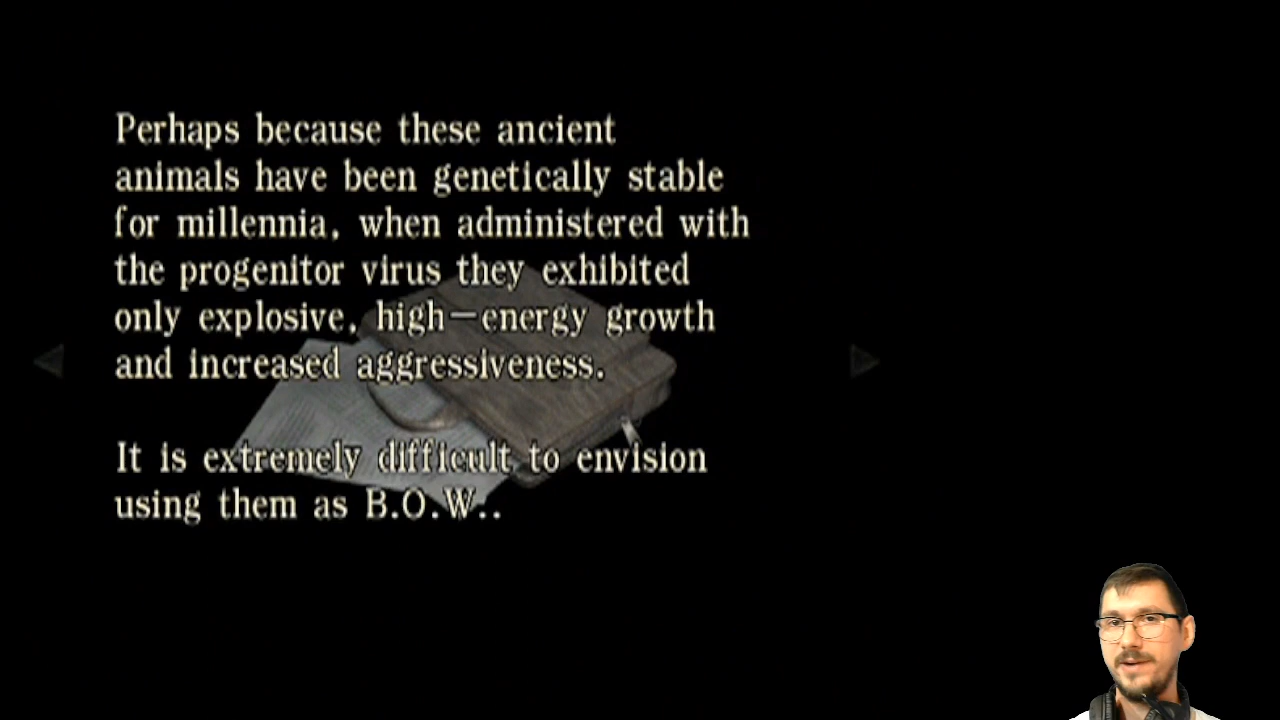 Perhaps because these ancient
animals have been genetically stable
for millennia, when administered with
the progenitor virus they exhibited
only explosive, high—energy growth
and increased aggressiveness.
It is extremely difficult to envision
using them as B.O.W..